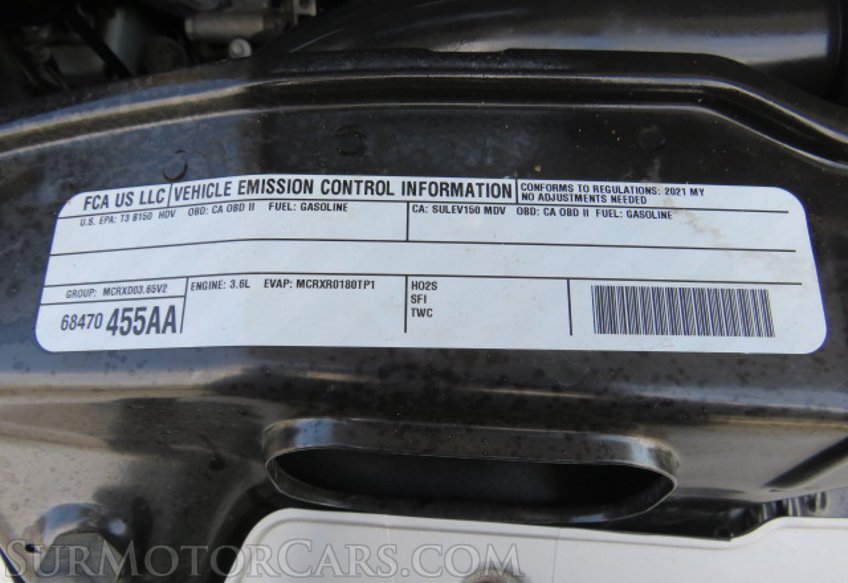 FCA US LLC VEHICLE EMISSION CONTROL INFORMATION CONFORMS TO REGULATIONS: 2021 MY
NO ADJUSTMENTS NEEDED
U.S. EPA: T3 B150 HDV OBD: CA OBD II FUEL: GASOLINE CA: SULEV150 MDV OBD: CA OBD II FUEL: GASOLINE
GROUP: MCRXD03.65V2 ENGINE: 3.6L EVAP: MCRXR0180TP1 HO2S
SFI
TWC
68470 455AA
SurMotorCars.com